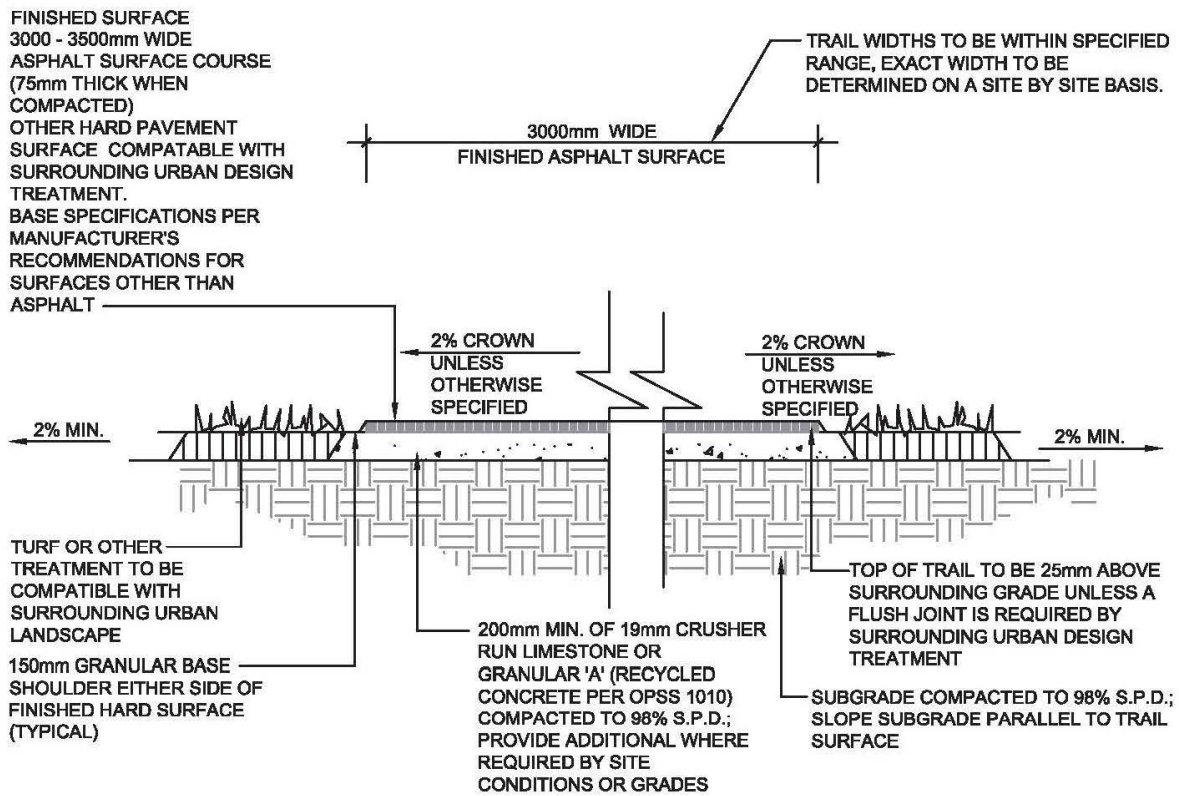 FINISHED SURFACE
3000 - 3500mm WIDE
ASPHALT SURFACE COURSE
(75mm THICK WHEN
COMPACTED)
OTHER HARD PAVEMENT
SURFACE COMPATABLE WITH
SURROUNDING URBAN DESIGN
TREATMENT.
BASE SPECIFICATIONS PER
MANUFACTURER'S
RECOMMENDATIONS FOR
SURFACES OTHER THAN
ASPHALT
TRAIL WIDTHS TO BE WITHIN SPECIFIED
RANGE, EXACT WIDTH TO BE
DETERMINED ON A SITE BY SITE BASIS.
3000mm WIDE
FINISHED ASPHALT SURFACE
2% CROWN
UNLESS
OTHERWISE
SPECIFIED
2% CROWN
UNLESS
OTHERWISE
SPECIFIED
2% MIN.
2% MIN.
TURF OR OTHER
TREATMENT TO BE
COMPATIBLE WITH
SURROUNDING URBAN
LANDSCAPE
150mm GRANULAR BASE
SHOULDER EITHER SIDE OF
FINISHED HARD SURFACE
(TYPICAL)
200mm MIN. OF 19mm CRUSHER
RUN LIMESTONE OR
GRANULAR 'A' (RECYCLED
CONCRETE PER OPSS 1010)
COMPACTED TO 98% S.P.D.;
PROVIDE ADDITIONAL WHERE
REQUIRED BY SITE
CONDITIONS OR GRADES
TOP OF TRAIL TO BE 25mm ABOVE
SURROUNDING GRADE UNLESS A
FLUSH JOINT IS REQUIRED BY
SURROUNDING URBAN DESIGN
TREATMENT
SUBGRADE COMPACTED TO 98% S.P.D.;
SLOPE SUBGRADE PARALLEL TO TRAIL
SURFACE